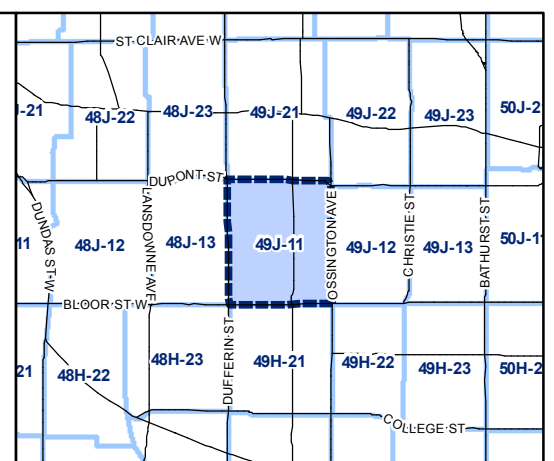 ST CLAIR AVE W
J-21
48J-22
48J-23
49J-21
49J-22
49J-23
50J-2
DUPONT ST
DUNDAS ST W
LANSDOWNE AVE
OSSINGTON AVE
CHRISTIE ST
BATHURST ST
11
48J-12
48J-13
49J-11
49J-12
49J-13
50J-1
BLOOR ST W
DUFFERIN ST
21
48H-22
48H-23
49H-21
49H-22
49H-23
50H-2
COLLEGE ST